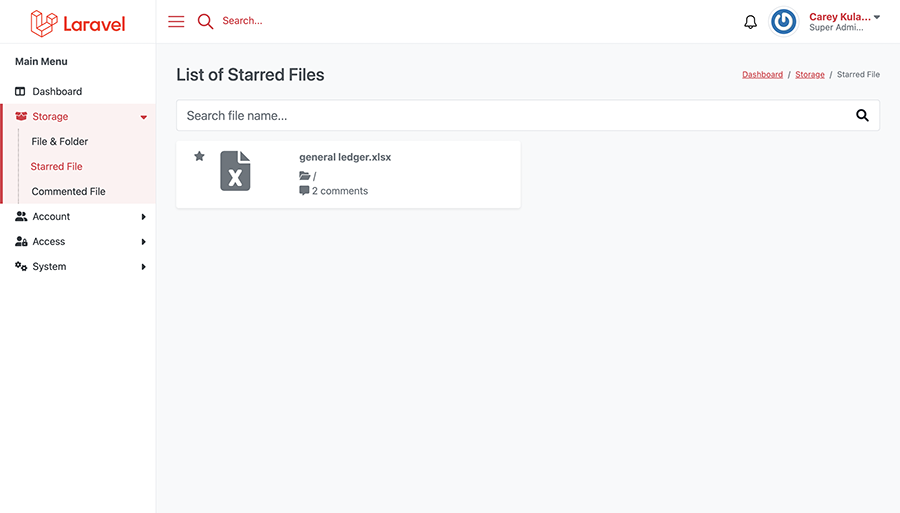 Laravel
Search...
Carey Kula...
Super Admi...
Main Menu
Dashboard
Storage
File & Folder
Starred File
Commented File
Account
Access
System
List of Starred Files
Dashboard / Storage / Starred File
Search file name...
general ledger.xlsx
/
2 comments